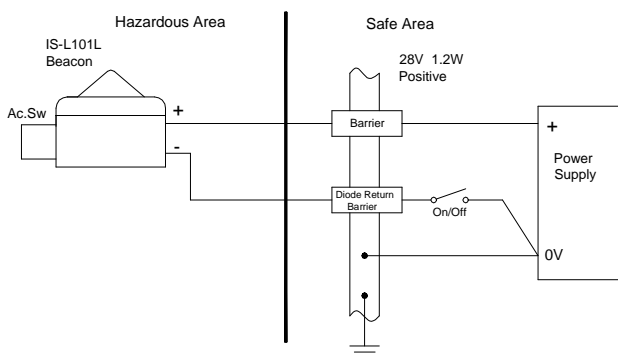 Hazardous Area
Safe Area
IS-L101L
Beacon
28V 1.2W
Positive
Ac.Sw
+
-
Barrier
+
Power
Supply
Diode Return
Barrier
On/Off
0V